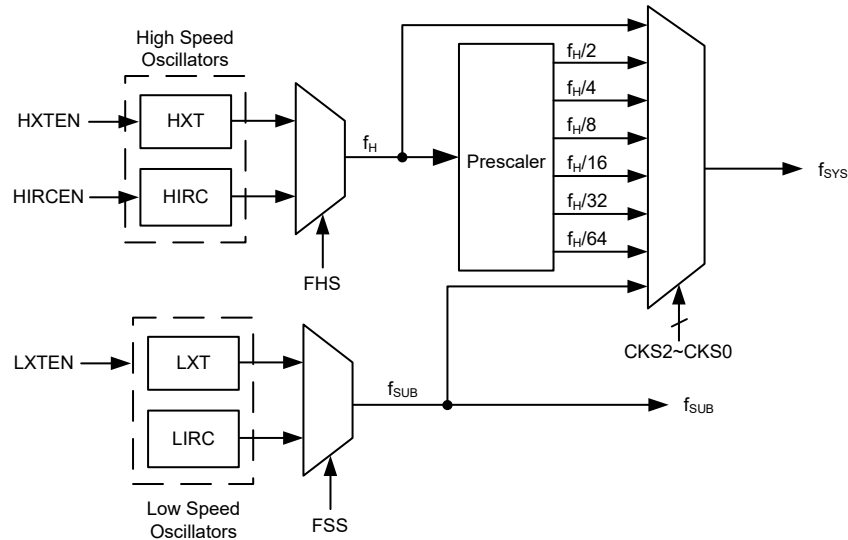 High Speed
Oscillators
HXTEN
HXT
HIRCEN
HIRC
FHS
fH
Prescaler
fH/2
fH/4
fH/8
fH/16
fH/32
fH/64
fSYS
CKS2~CKS0
LXTEN
LXT
LIRC
fSUB
fSUB
Low Speed
Oscillators
FSS